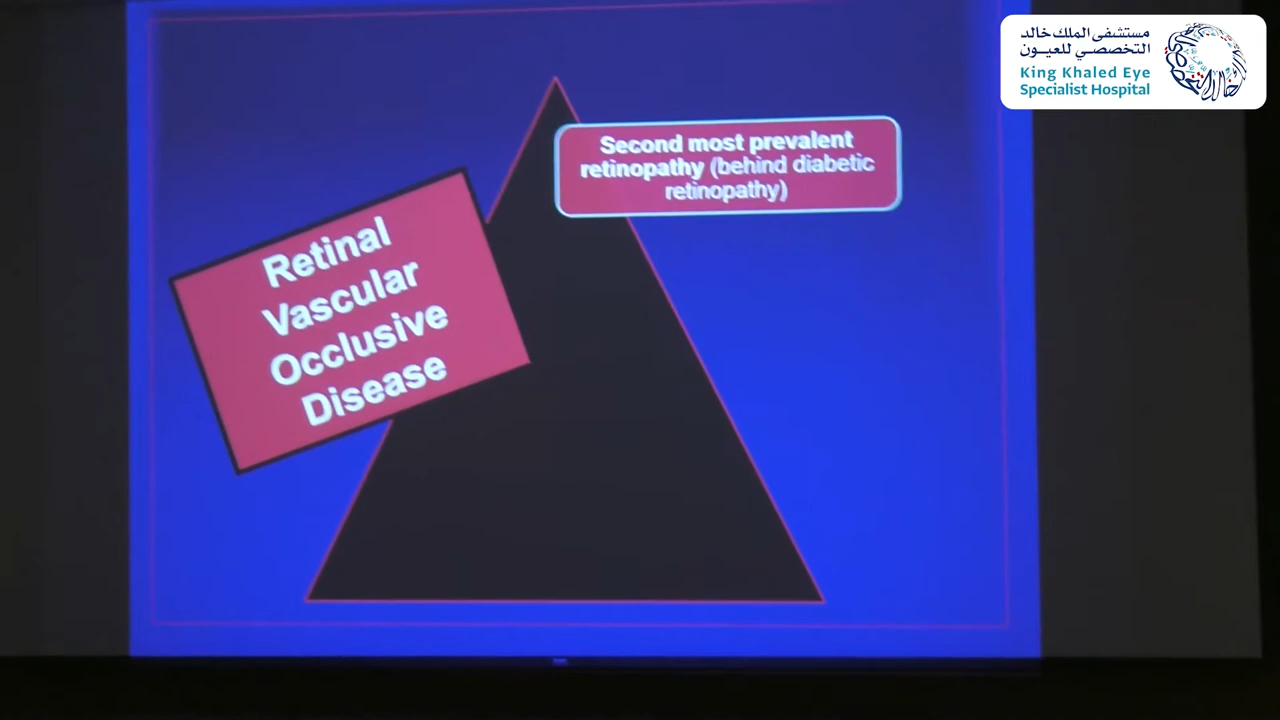 مستشفى الملك خالد
التخصصي للعيون
King Khaled Eye
Specialist Hospital
Second most prevalent
retinopathy (behind diabetic
retinopathy)
Retinal
Vascular
Occlusive
Disease